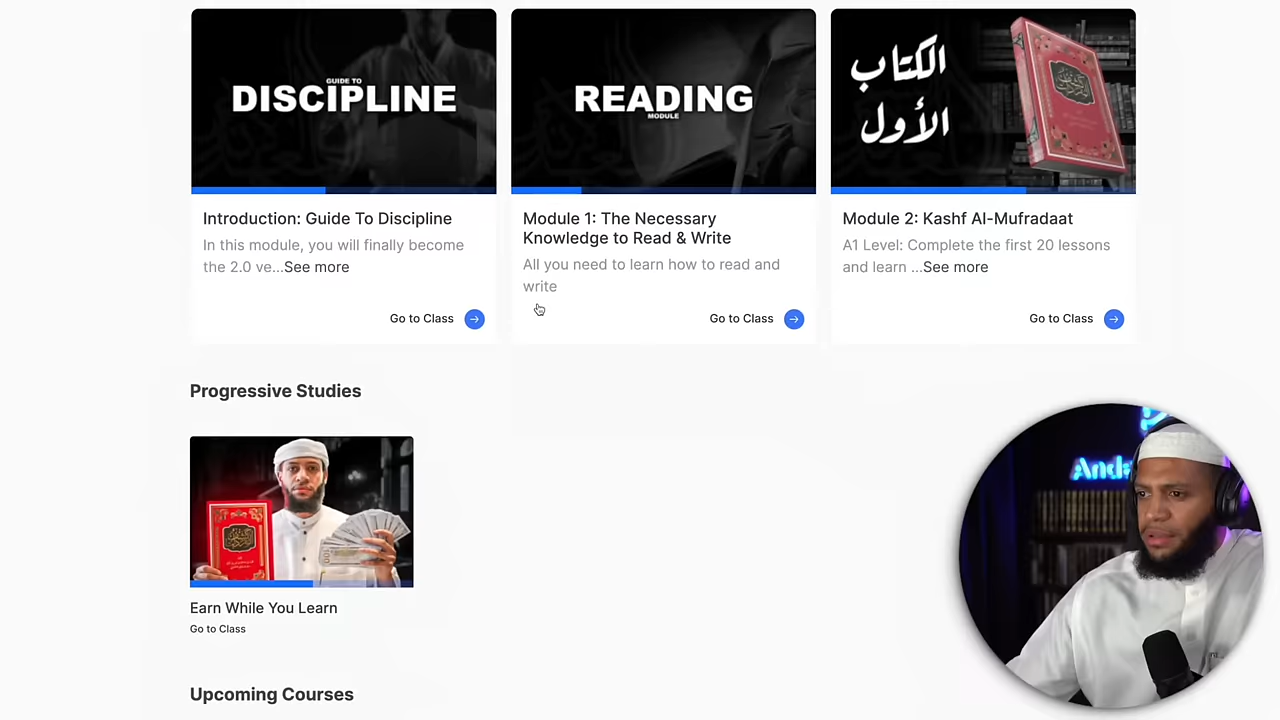 GUIDE TO
DISCIPLINE
READING
MODULE
الكتاب
الأول
Introduction: Guide To Discipline
In this module, you will finally become
the 2.0 ve...See more
Go to Class
Module 1: The Necessary
Knowledge to Read & Write
All you need to learn how to read and
write
Go to Class
Module 2: Kashf Al-Mufradaat
A1 Level: Complete the first 20 lessons
and learn ...See more
Go to Class
Progressive Studies
Earn While You Learn
Go to Class
Upcoming Courses